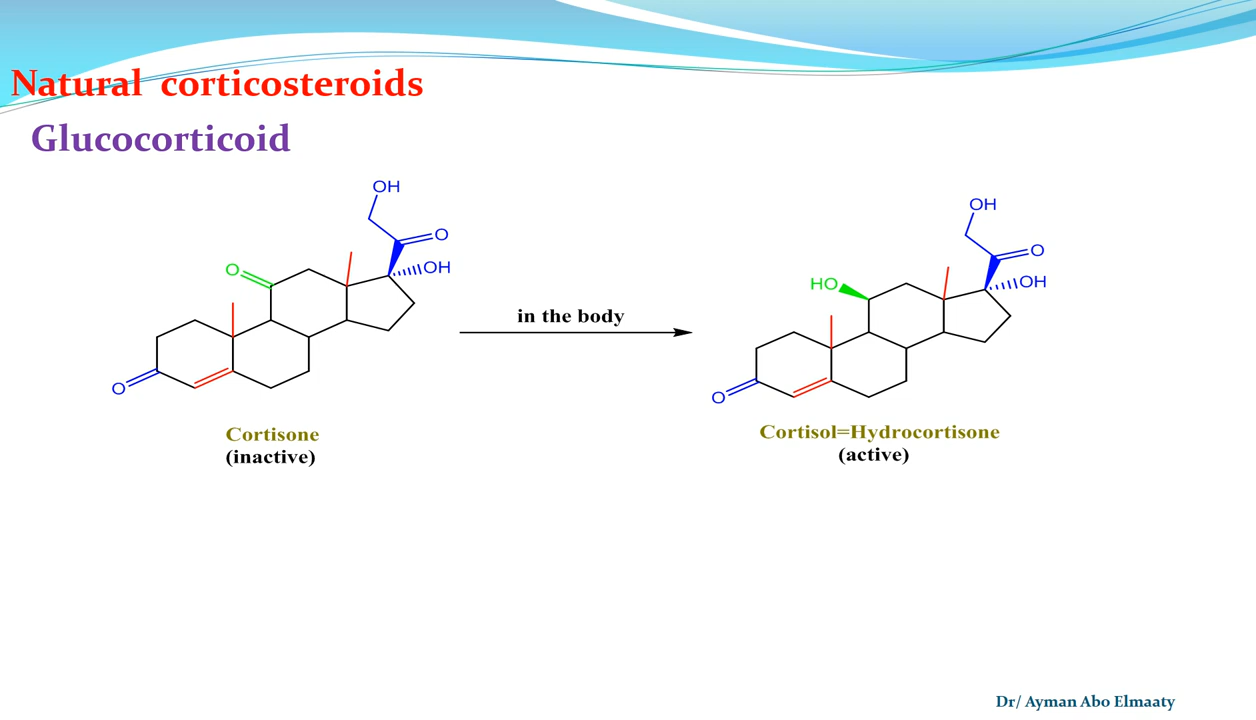 Natural corticosteroids
Glucocorticoid
OH
O
OH
O
O
Cortisone
(inactive)
in the body
OH
O
OH
HO
O
Cortisol=Hydrocortisone
(active)
Dr/ Ayman Abo Elmaaty